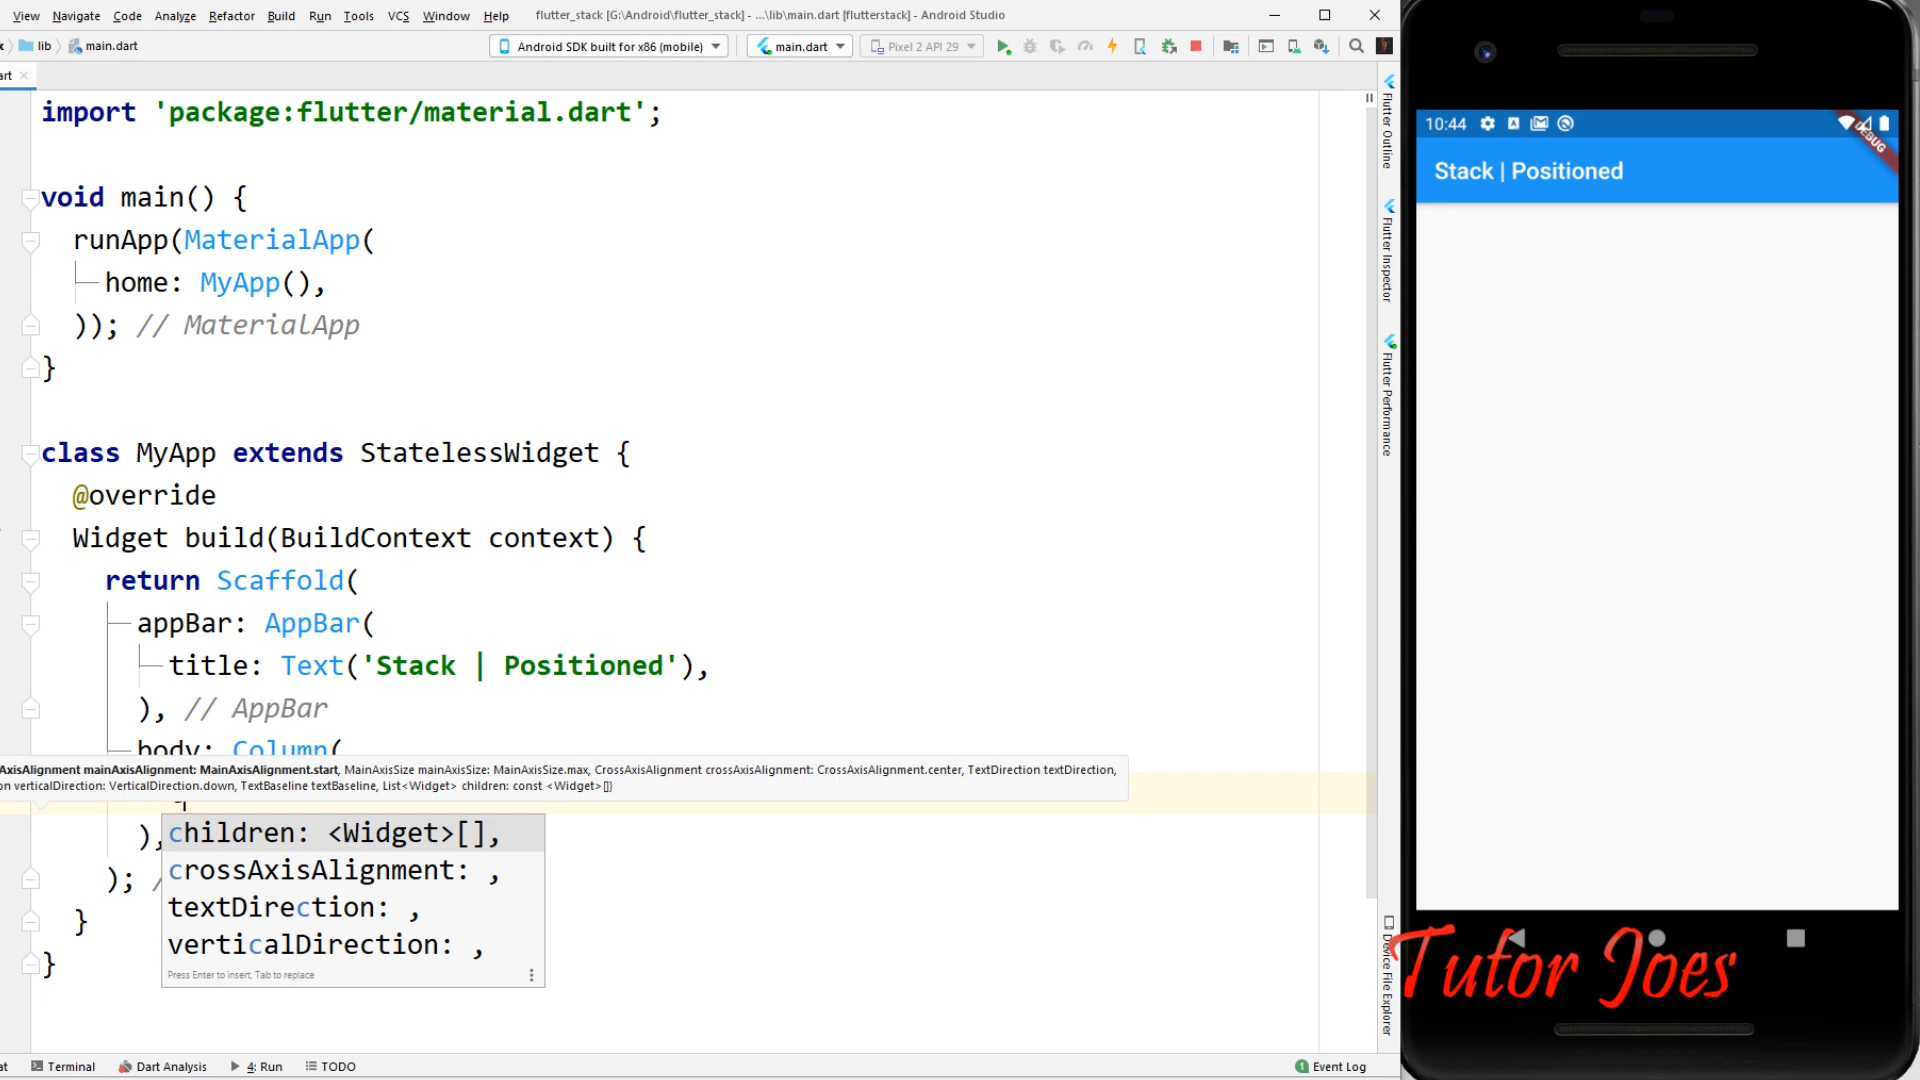 View Navigate Code Analyze Refactor Build Run Tools VCS Window Help flutter_stack [G:\Android\flutter_stack] - ...\lib\main.dart [flutterstack] - Android Studio
lib main.dart Android SDK built for x86 (mobile) main.dart Pixel 2 API 29
art
import 'package:flutter/material.dart';
void main() {
runApp(MaterialApp(
home: MyApp(),
)); // MaterialApp
}
class MyApp extends StatelessWidget {
@override
Widget build(BuildContext context) {
return Scaffold(
appBar: AppBar(
title: Text('Stack | Positioned'),
), // AppBar
body: Column(
AxisAlignment mainAxisAlignment: MainAxisAlignment.start, MainAxisSize mainAxisSize: MainAxisSize.max, CrossAxisAlignment crossAxisAlignment: CrossAxisAlignment.center, TextDirection textDirection,
on verticalDirection: VerticalDirection.down, TextBaseline textBaseline, List<Widget> children: const <Widget>[]}
),
children: <Widget>[],
crossAxisAlignment: ,
); /
textDirection: ,
}
verticalDirection: ,
}
Press Enter to insert, Tab to replace
Flutter Outline
Flutter Inspector
Flutter Performance
Device File Explorer
10:44
DEBUG
Stack | Positioned
Tutor Joes
at Terminal Dart Analysis 4: Run TODO 1 Event Log